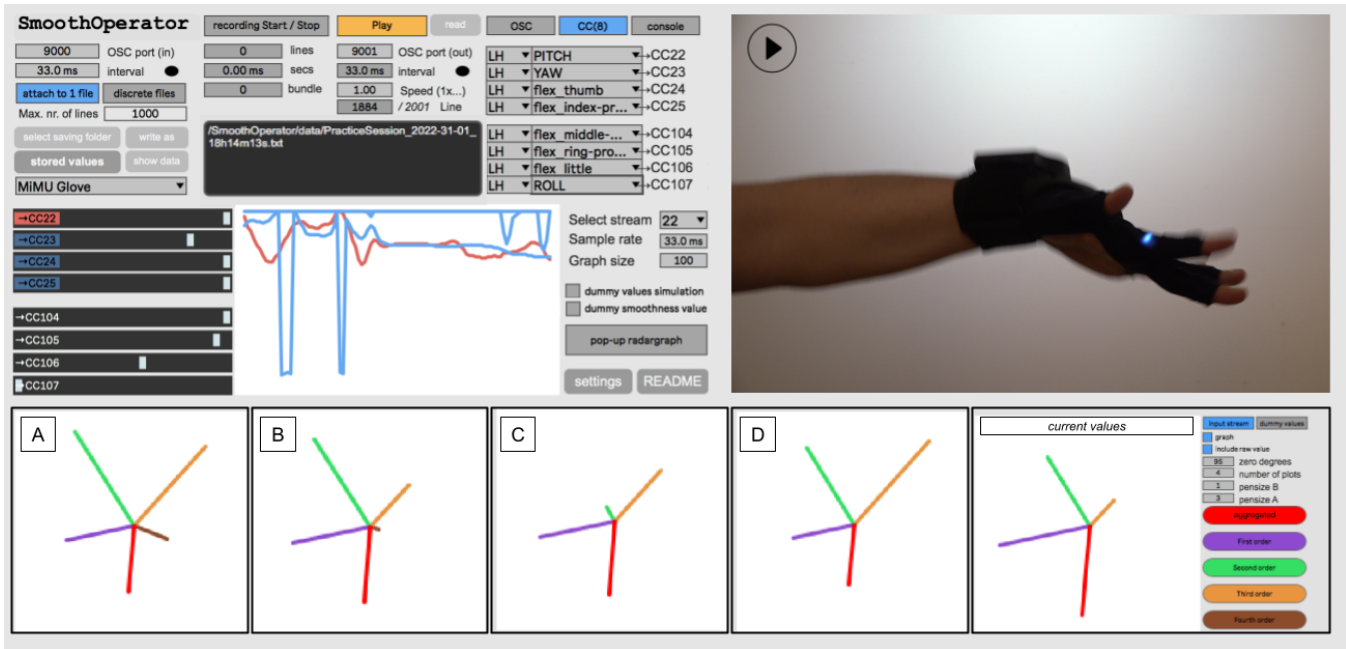 SmoothOperator
recording Start / Stop
Play
read
OSC
CC(8)
console
9000 OSC port (in)
33.0 ms interval
attach to 1 file
discrete files
Max. nr. of lines 1000
select saving folder
write as
stored values
show data
MiMU Glove
0 lines
0.00 ms secs
0 bundle
9001 OSC port (out)
33.0 ms interval
1.00 Speed (1x...)
1884 / 2001 Line
/SmoothOperator/data/PracticeSession_2022-31-01_
18h14m13s.txt
LH PITCH →CC22
LH YAW →CC23
LH flex_thumb →CC24
LH flex_index-pr... →CC25
LH flex_middle-... →CC104
LH flex_ring-pro... →CC105
LH flex_little →CC106
LH ROLL →CC107
→CC22
→CC23
→CC24
→CC25
→CC104
→CC105
→CC106
→CC107
Select stream 22
Sample rate 33.0 ms
Graph size 100
dummy values simulation
dummy smoothness value
pop-up radargraph
settings
README
A
B
C
D
current values
Input stream
dummy values
graph
Include raw value
95 zero degrees
4 number of plots
1 pensize B
3 pensize A
aggregated
First order
Second order
Third order
Fourth order